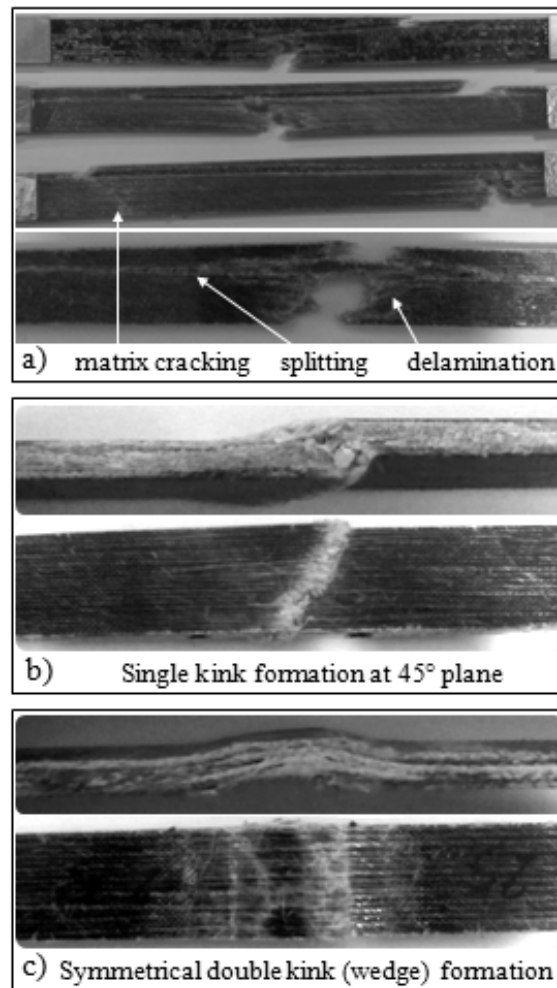 a) matrix cracking splitting delamination
b) Single kink formation at 45° plane
c) Symmetrical double kink (wedge) formation